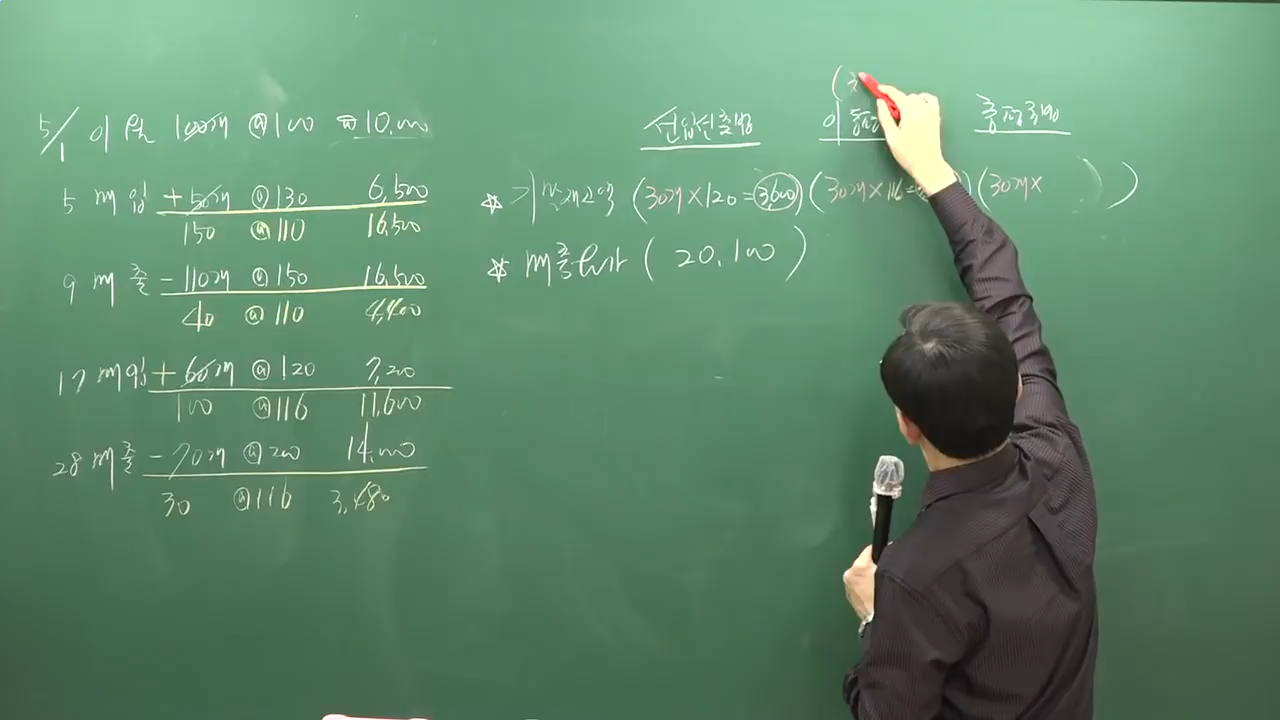 5/1 이월 100개 @100 ₩10,000
5 매입 +50개 @130 6,500
150 @110 16,500
9 매출 -110개 @150 16,500
40 @110 4,400
17 매입 +60개 @120 7,200
100 @116 11,600
28 매출 -70개 @200 14,000
30 @116 3,480
(
선입선출법 이동 총평균법
* 기말재고액 (30개×120=3600) (30개×116= ) (30개× )
* 매출원가 ( 20,100 )